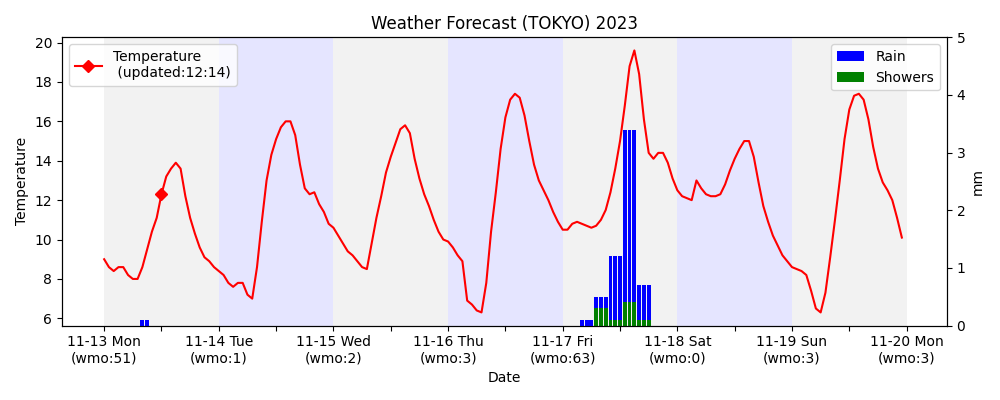 Weather Forecast (TOKYO) 2023
Temperature
(updated:12:14)
Rain
Showers
20
18
16
14
12
10
8
6
Temperature
5
4
3
2
1
0
mm
11-13 Mon 11-14 Tue 11-15 Wed 11-16 Thu 11-17 Fri 11-18 Sat 11-19 Sun 11-20 Mon
(wmo:51) (wmo:1) (wmo:2) (wmo:3) (wmo:63) (wmo:0) (wmo:3) (wmo:3)
Date